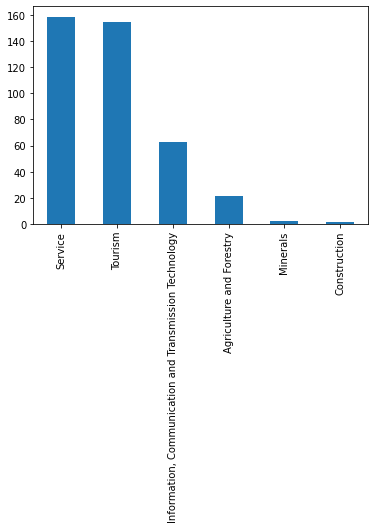 160
140
120
100
80
60
40
20
0
Service
Tourism
Information, Communication and Transmission Technology
Agriculture and Forestry
Minerals
Construction